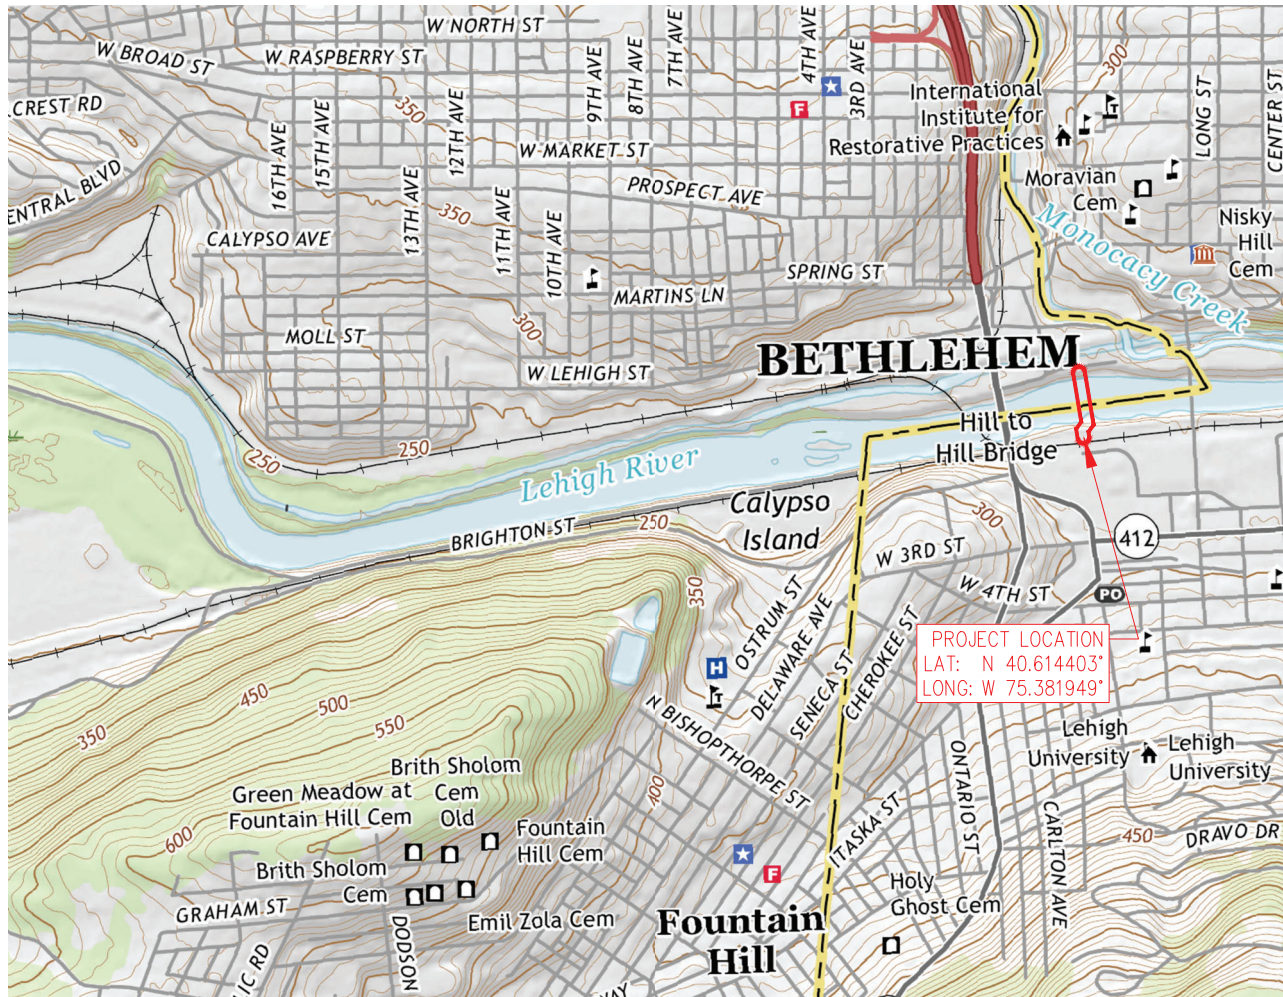 W NORTH ST
W BROAD ST
W RASPBERRY ST
7TH AVE
8TH AVE
9TH AVE
4TH AVE
3RD AVE
300
LCREST RD
350
F
International
Institute for
Restorative Practices
LONG ST
CENTER ST
16TH AVE
15TH AVE
12TH AVE
W MARKET ST
ENTRAL BLVD
PROSPECT AVE
Moravian
Cem
13TH AVE
350
11TH AVE
10TH AVE
CALYPSO AVE
Monocacy Creek
Nisky
Hill
Cem
SPRING ST
MARTINS LN
MOLL ST
300
BETHLEHEM
W LEHIGH ST
Hill to
Hill Bridge
250
250
Lehigh River
Calypso
Island
BRIGHTON ST
250
300
412
W 3RD ST
W 4TH ST
PO
350
OSTRUM ST
DELAWARE AVE
SENECA ST
CHEROKEE ST
H
T
PROJECT LOCATION
LAT: N 40.614403°
LONG: W 75.381949°
450
500
550
350
N BISHOPTHORPE ST
Lehigh
University
Lehigh
University
ONTARIO ST
CARLTON AVE
Brith Sholom
Cem
Old
Green Meadow at
Fountain Hill Cem
400
600
Fountain
Hill Cem
ITASKA ST
450
DRAVO DR
F
Brith Sholom
Cem
GRAHAM ST
DODSON
Emil Zola Cem
Holy
Ghost Cem
Fountain
Hill
LIC RD
WAY